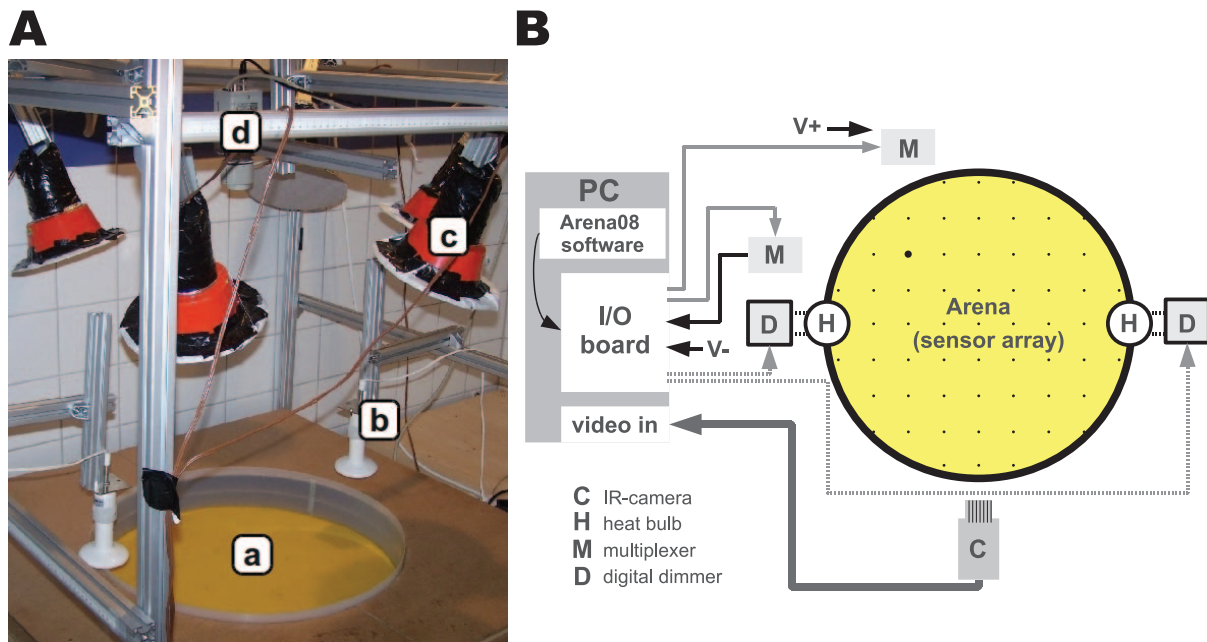 A
B
d
c
b
a
V+
M
PC
Arena08
software
M
I/O
board
V-
D
H
Arena
(sensor array)
H
D
video in
C IR-camera
H heat bulb
M multiplexer
D digital dimmer
C